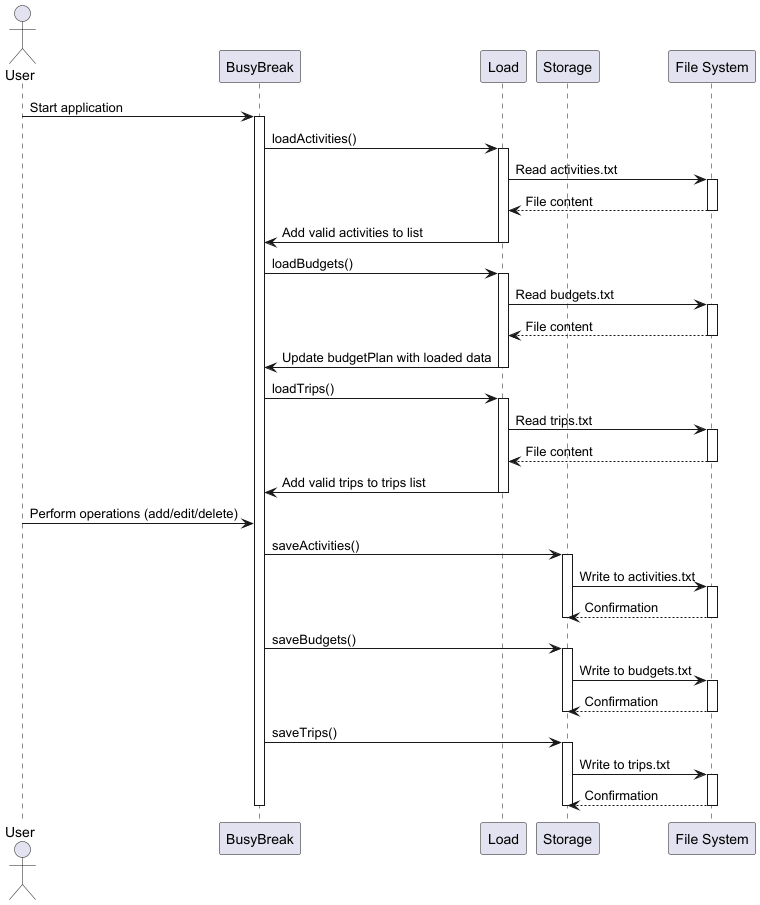 User
BusyBreak
Load
Storage
File System
Start application
loadActivities()
Read activities.txt
File content
Add valid activities to list
loadBudgets()
Read budgets.txt
File content
Update budgetPlan with loaded data
loadTrips()
Read trips.txt
File content
Add valid trips to trips list
Perform operations (add/edit/delete)
saveActivities()
Write to activities.txt
Confirmation
saveBudgets()
Write to budgets.txt
Confirmation
saveTrips()
Write to trips.txt
Confirmation
User
BusyBreak
Load
Storage
File System